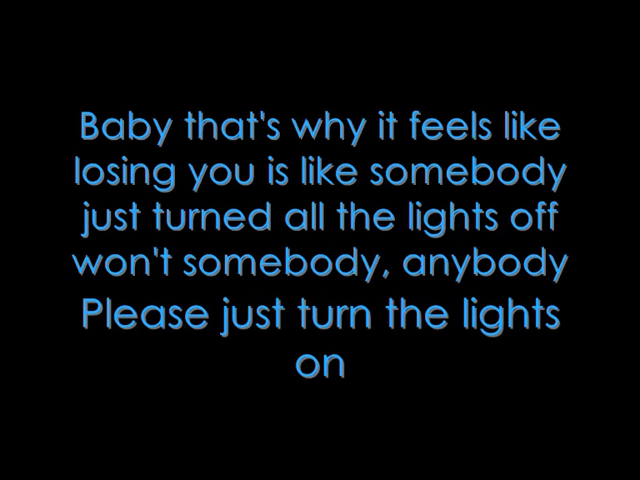 Baby that's why it feels like
losing you is like somebody
just turned all the lights off
won't somebody, anybody
Please just turn the lights
on